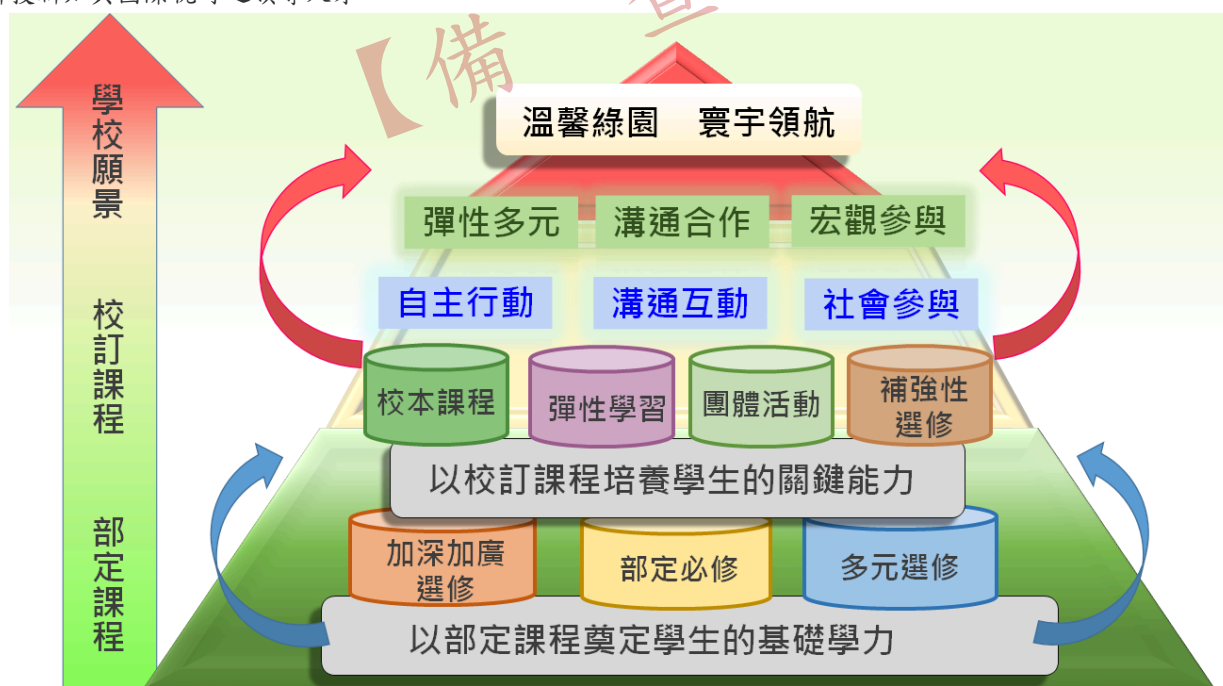 溫馨綠園 寰宇領航
彈性多元 溝通合作 宏觀參與
自主行動 溝通互動 社會參與
校本課程 彈性學習 團體活動 補強性
選修
以校訂課程培養學生的關鍵能力
加深加廣
選修 部定必修 多元選修
以部定課程奠定學生的基礎學力
學校願景
校訂課程
部定課程
【備查